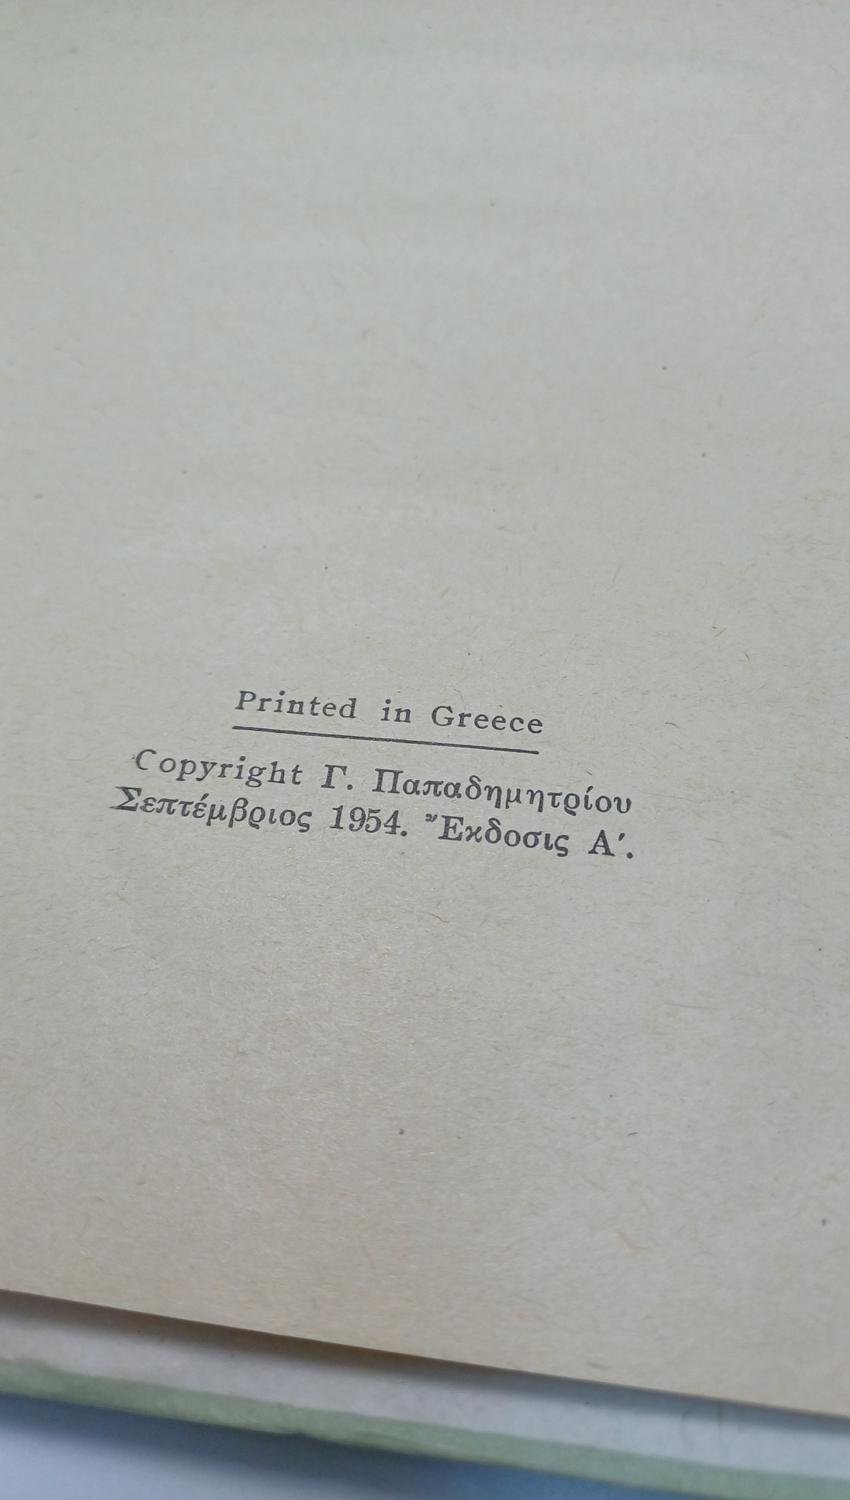 Printed in Greece
Copyright Γ. Παπαδημητρίου
Σεπτέμβριος 1954. Ἔκδοσις Α′.